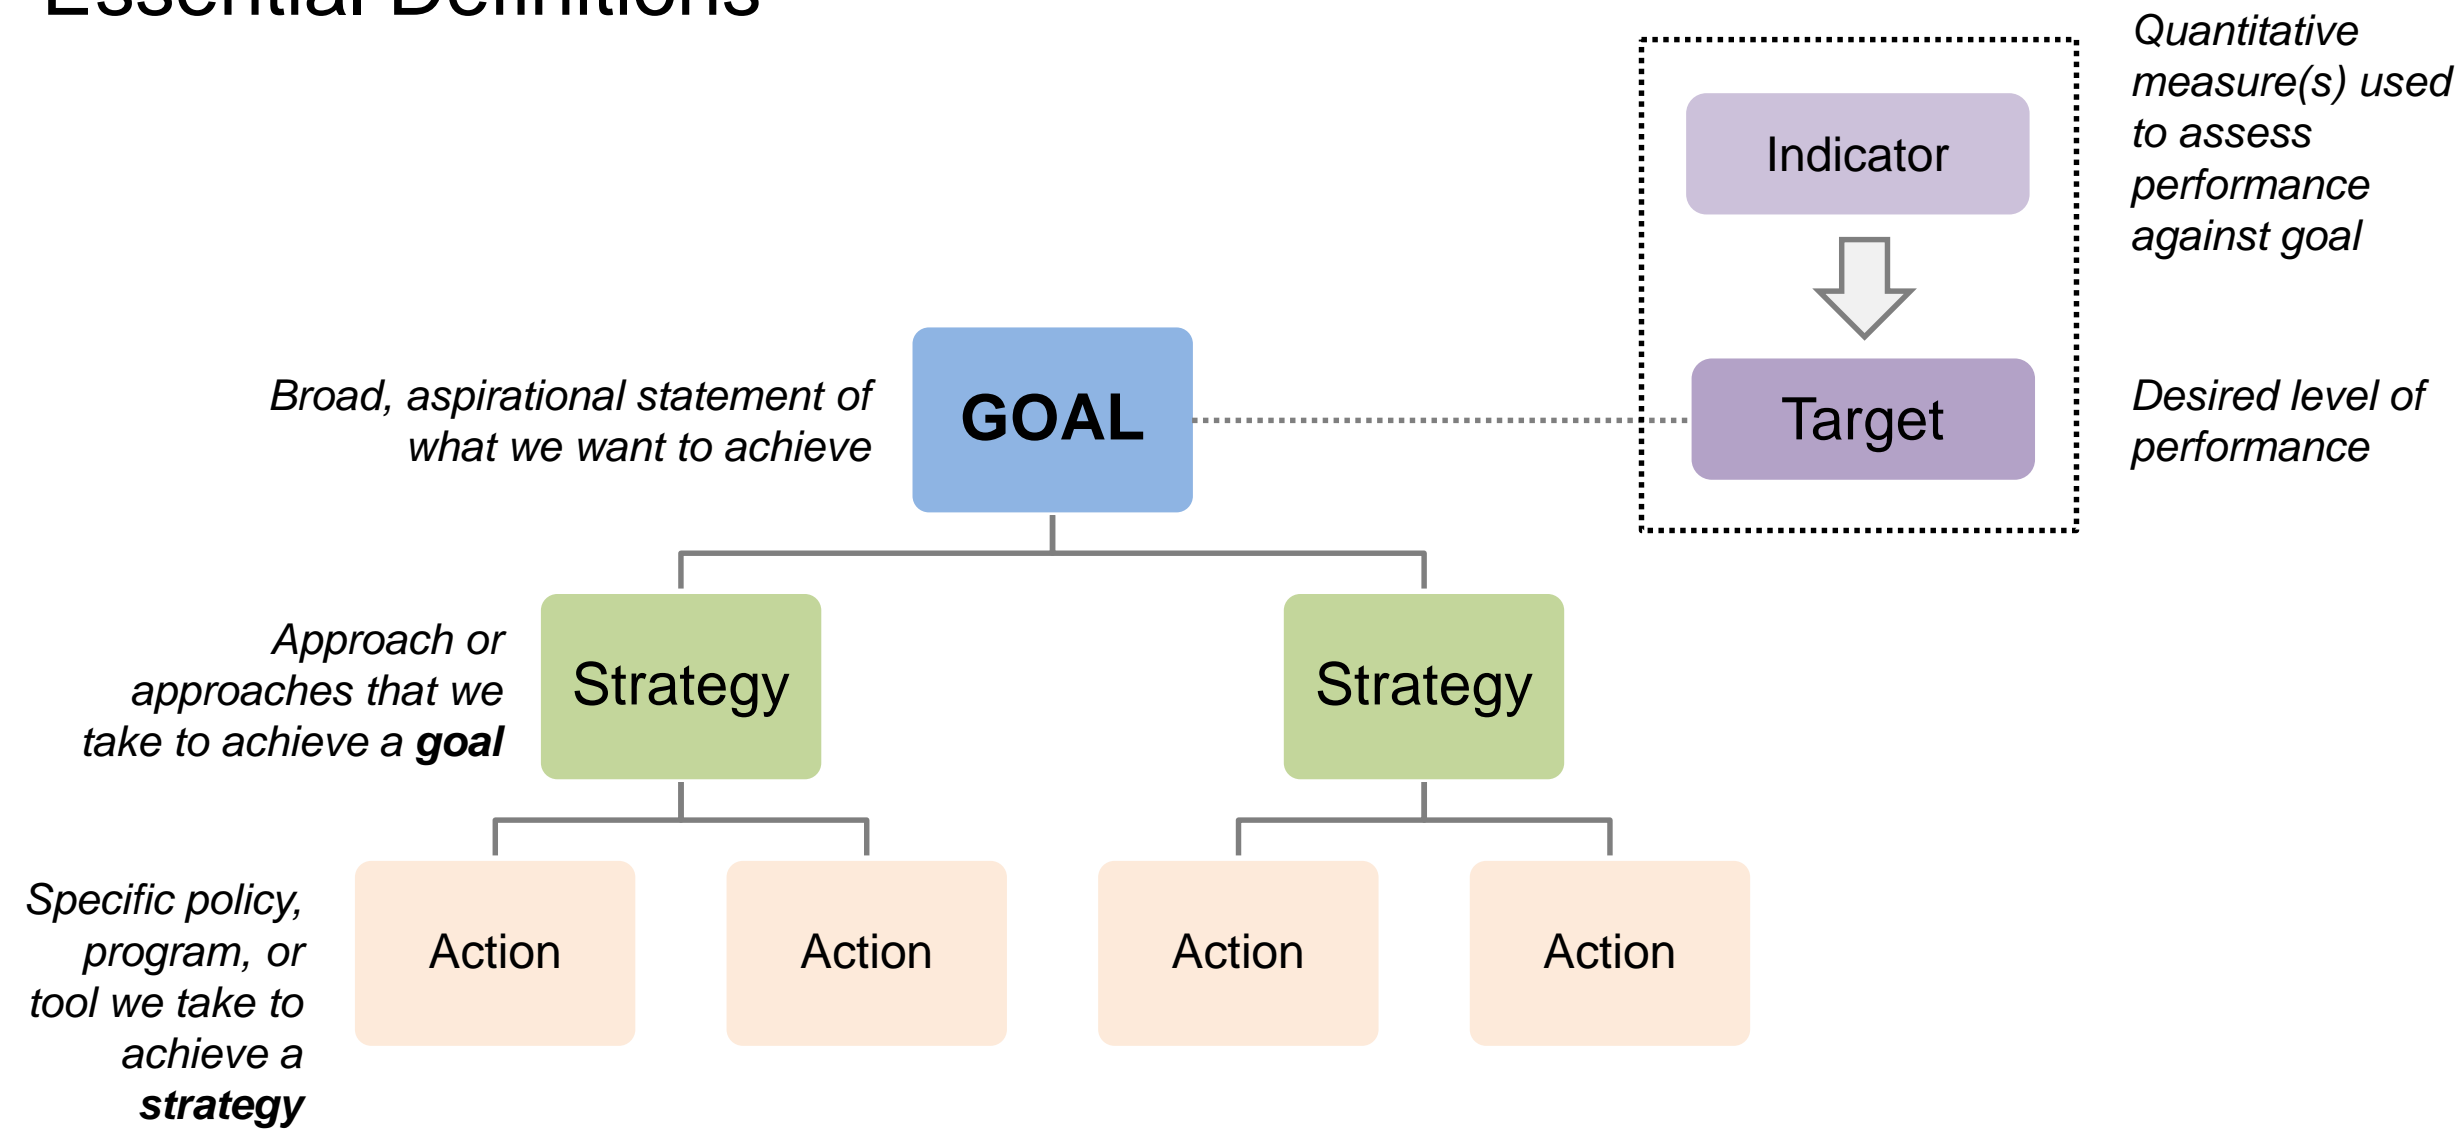 Essential Definitions
Quantitative
measure(s) used
to assess
performance
against goal
Indicator
Broad, aspirational statement of
what we want to achieve
GOAL
Target
Desired level of
performance
Approach or
approaches that we
take to achieve a goal
Strategy
Strategy
Specific policy,
program, or
tool we take to
achieve a
strategy
Action
Action
Action
Action